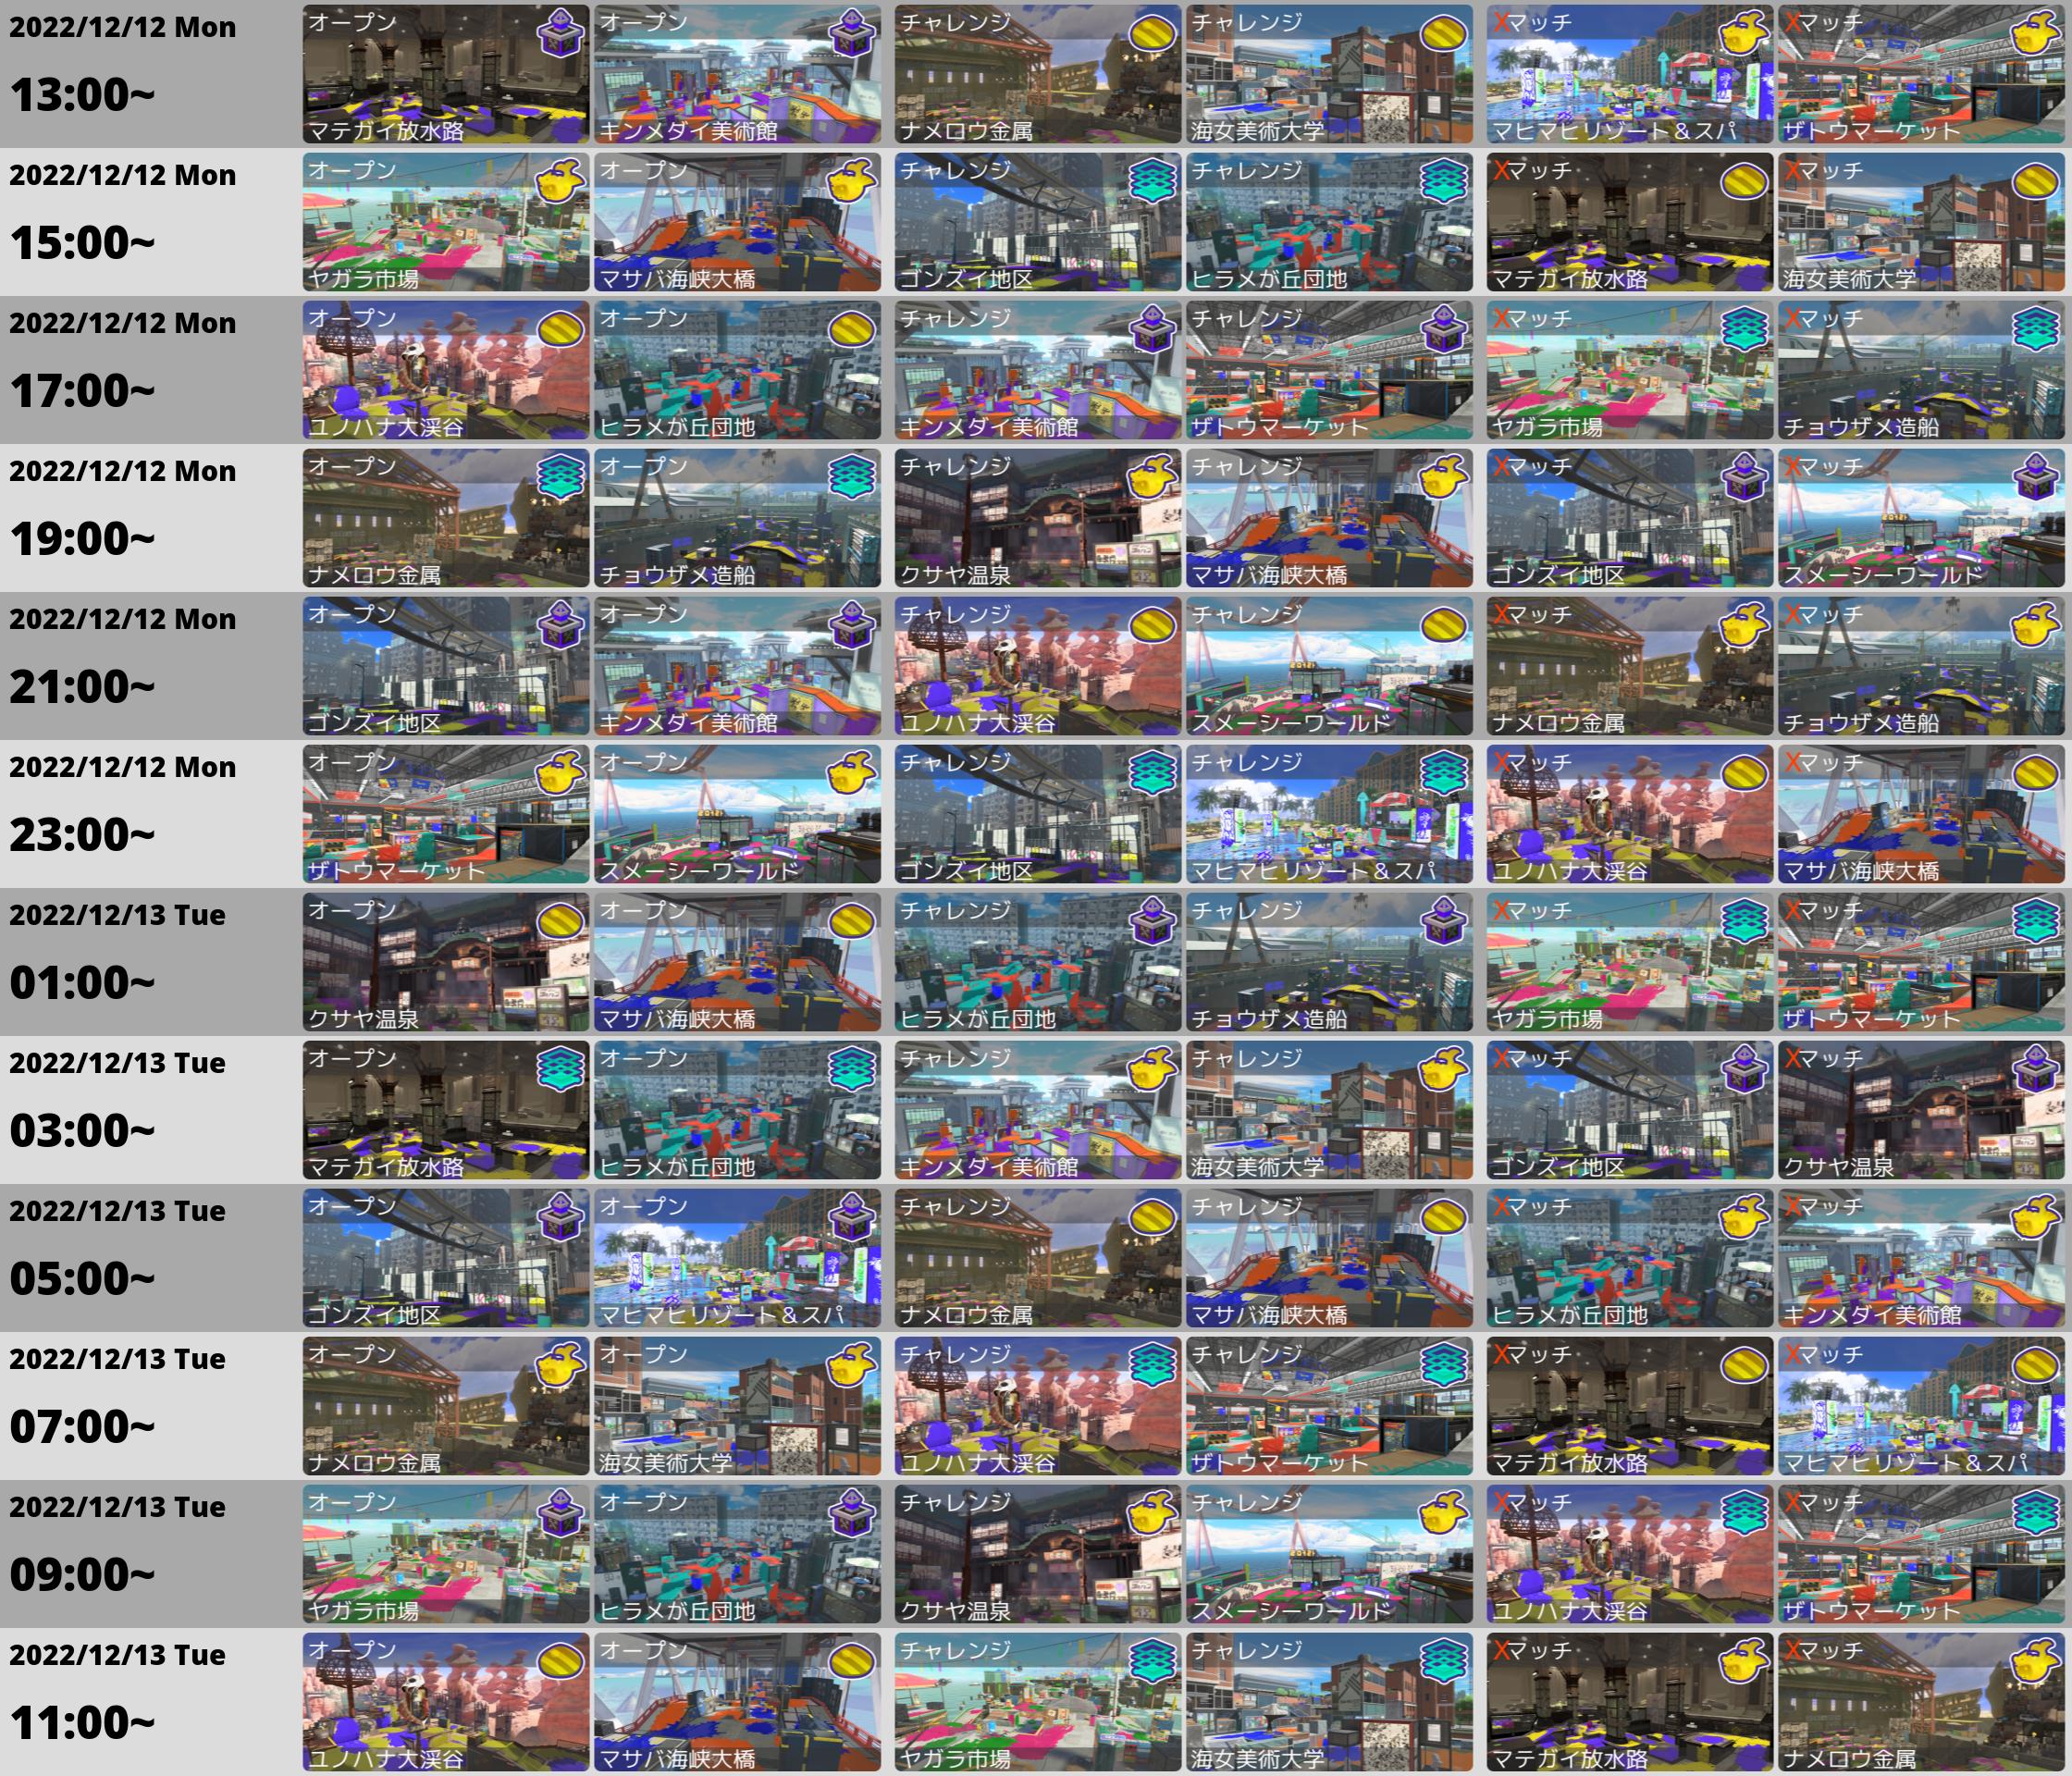 2022/12/12 Mon
13:00~
オープン オープン チャレンジ チャレンジ Xマッチ Xマッチ
マテガイ放水路 キンメダイ美術館 ナメロウ金属 海女美術大学 マヒマヒリゾート＆スパ ザトウマーケット
2022/12/12 Mon
15:00~
オープン オープン チャレンジ チャレンジ Xマッチ Xマッチ
ヤガラ市場 マサバ海峡大橋 ゴンズイ地区 ヒラメが丘団地 マテガイ放水路 海女美術大学
2022/12/12 Mon
17:00~
オープン オープン チャレンジ チャレンジ Xマッチ Xマッチ
ユノハナ大渓谷 ヒラメが丘団地 キンメダイ美術館 ザトウマーケット ヤガラ市場 チョウザメ造船
2022/12/12 Mon
19:00~
オープン オープン チャレンジ チャレンジ Xマッチ Xマッチ
ナメロウ金属 チョウザメ造船 クサヤ温泉 マサバ海峡大橋 ゴンズイ地区 スメーシーワールド
2022/12/12 Mon
21:00~
オープン オープン チャレンジ チャレンジ Xマッチ Xマッチ
ゴンズイ地区 キンメダイ美術館 ユノハナ大渓谷 スメーシーワールド ナメロウ金属 チョウザメ造船
2022/12/12 Mon
23:00~
オープン オープン チャレンジ チャレンジ Xマッチ Xマッチ
ザトウマーケット スメーシーワールド ゴンズイ地区 マヒマヒリゾート＆スパ ユノハナ大渓谷 マサバ海峡大橋
2022/12/13 Tue
01:00~
オープン オープン チャレンジ チャレンジ Xマッチ Xマッチ
クサヤ温泉 マサバ海峡大橋 ヒラメが丘団地 チョウザメ造船 ヤガラ市場 ザトウマーケット
2022/12/13 Tue
03:00~
オープン オープン チャレンジ チャレンジ Xマッチ Xマッチ
マテガイ放水路 ヒラメが丘団地 キンメダイ美術館 海女美術大学 ゴンズイ地区 クサヤ温泉
2022/12/13 Tue
05:00~
オープン オープン チャレンジ チャレンジ Xマッチ Xマッチ
ゴンズイ地区 マヒマヒリゾート＆スパ ナメロウ金属 マサバ海峡大橋 ヒラメが丘団地 キンメダイ美術館
2022/12/13 Tue
07:00~
オープン オープン チャレンジ チャレンジ Xマッチ Xマッチ
ナメロウ金属 海女美術大学 ユノハナ大渓谷 ザトウマーケット マテガイ放水路 マヒマヒリゾート＆スパ
2022/12/13 Tue
09:00~
オープン オープン チャレンジ チャレンジ Xマッチ Xマッチ
ヤガラ市場 ヒラメが丘団地 クサヤ温泉 スメーシーワールド ユノハナ大渓谷 ザトウマーケット
2022/12/13 Tue
11:00~
オープン オープン チャレンジ チャレンジ Xマッチ Xマッチ
ユノハナ大渓谷 マサバ海峡大橋 ヤガラ市場 海女美術大学 マテガイ放水路 ナメロウ金属